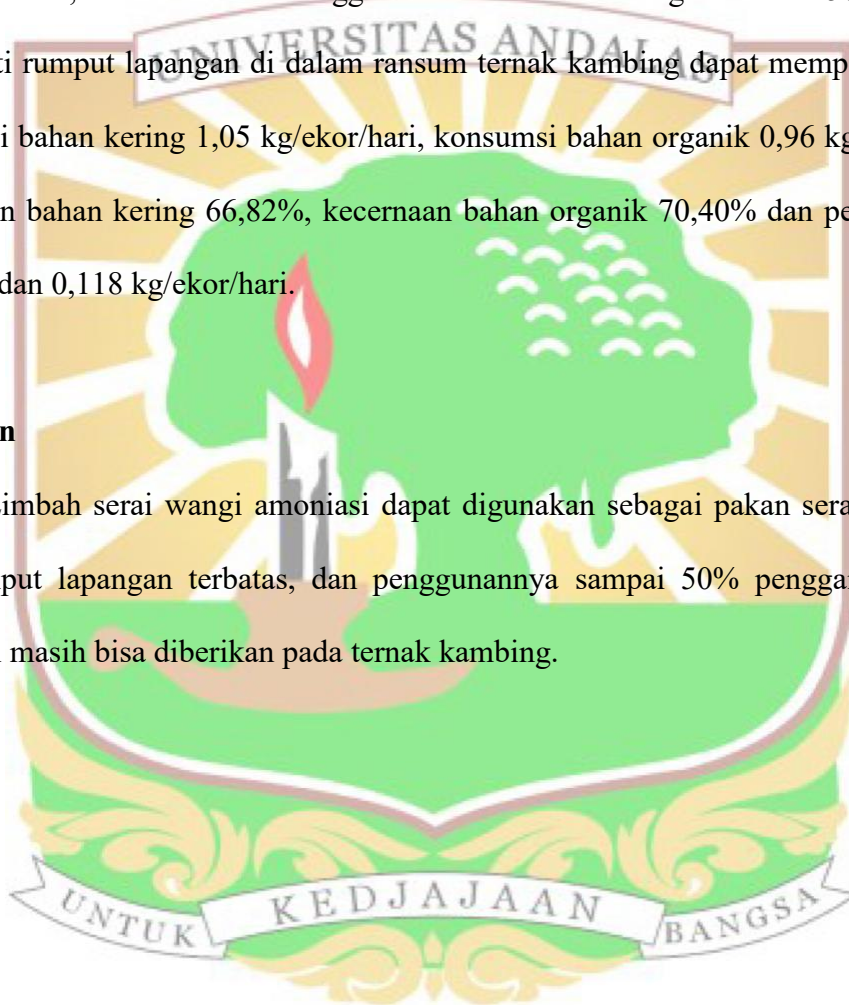 UNIVERSITAS ANDALAS
ti rumput lapangan di dalam ransum ternak kambing dapat memp
i bahan kering 1,05 kg/ekor/hari, konsumsi bahan organik 0,96 kg
n bahan kering 66,82%, kecernaan bahan organik 70,40% dan pe
dan 0,118 kg/ekor/hari.
n
imbah serai wangi amoniasi dapat digunakan sebagai pakan sera
put lapangan terbatas, dan penggunannya sampai 50% pengga
masih bisa diberikan pada ternak kambing.
UNTUK KEDJAJAAN BANGSA